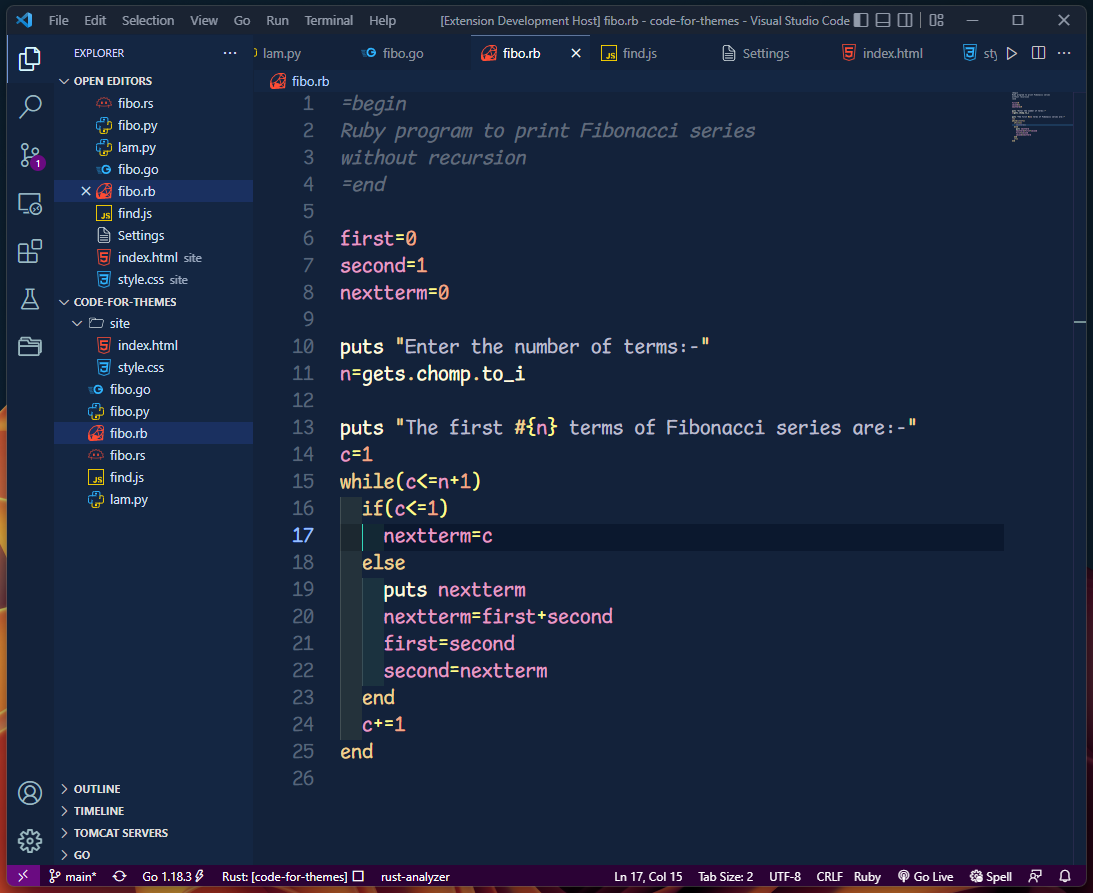 File Edit Selection View Go Run Terminal Help [Extension Development Host] fibo.rb - code-for-themes - Visual Studio Code
EXPLORER
lam.py fibo.go fibo.rb find.js Settings index.html sty
OPEN EDITORS
fibo.rs
fibo.py
lam.py
fibo.go
fibo.rb
find.js
Settings
index.html site
style.css site
CODE-FOR-THEMES
site
index.html
style.css
fibo.go
fibo.py
fibo.rb
fibo.rs
find.js
lam.py
OUTLINE
TIMELINE
TOMCAT SERVERS
GO
1
fibo.rb
1 =begin
2 Ruby program to print Fibonacci series
3 without recursion
4 =end
5
6 first=0
7 second=1
8 nextterm=0
9
10 puts "Enter the number of terms:-"
11 n=gets.chomp.to_i
12
13 puts "The first #{n} terms of Fibonacci series are:-"
14 c=1
15 while(c<=n+1)
16 if(c<=1)
17 nextterm=c
18 else
19 puts nextterm
20 nextterm=first+second
21 first=second
22 second=nextterm
23 end
24 c+=1
25 end
26
main* Go 1.18.3 Rust: [code-for-themes] rust-analyzer Ln 17, Col 15 Tab Size: 2 UTF-8 CRLF Ruby Go Live Spell